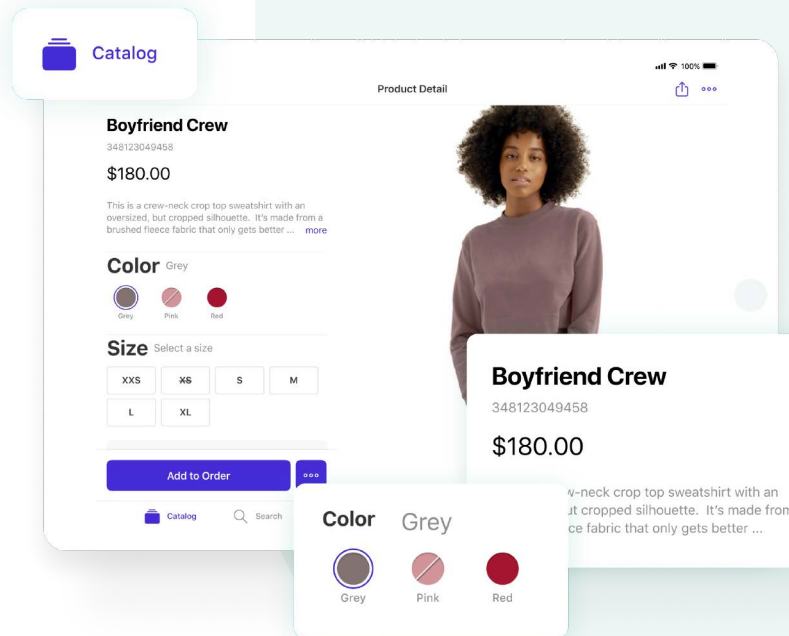 Catalog
100%
Product Detail
Boyfriend Crew
348123049458
$180.00
This is a crew-neck crop top sweatshirt with an
oversized, but cropped silhouette. It's made from a
brushed fleece fabric that only gets better ... more
Color Grey
Grey Pink Red
Size Select a size
XXS XS S M
L XL
Add to Order
Catalog Search
Boyfriend Crew
348123049458
$180.00
w-neck crop top sweatshirt with an
ut cropped silhouette. It's made from
ce fabric that only gets better ...
Color Grey
Grey Pink Red